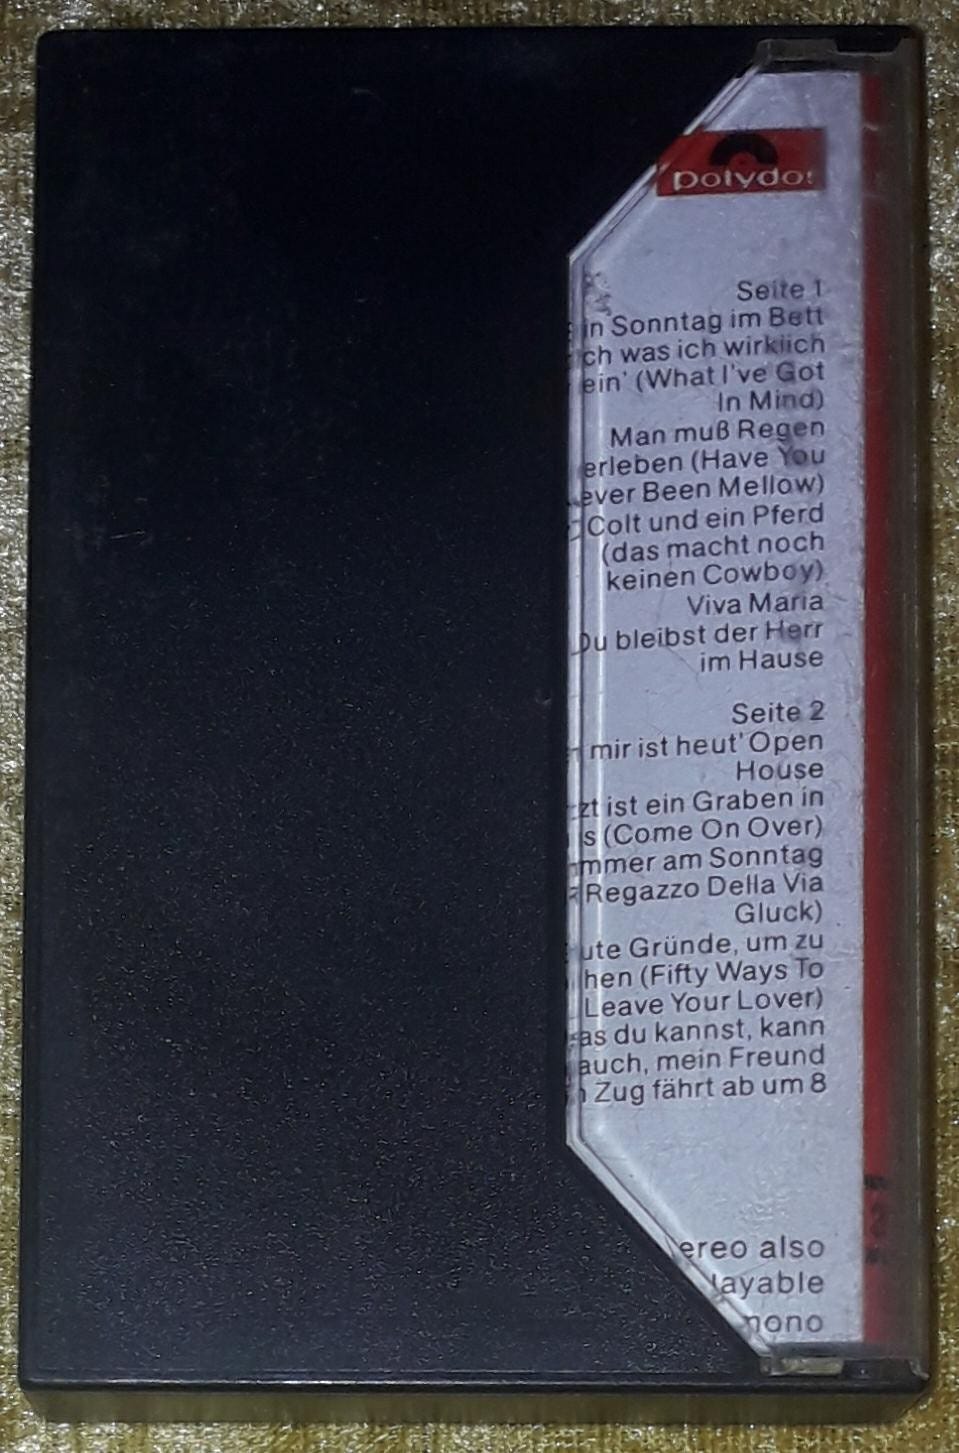 polydor
Seite 1
in Sonntag im Bett
ch was ich wirklich
ein' (What I've Got
In Mind)
Man muß Regen
erleben (Have You
ever Been Mellow)
Colt und ein Pferd
(das macht noch
keinen Cowboy)
Viva Maria
Du bleibst der Herr
im Hause
Seite 2
mir ist heut' Open
House
zt ist ein Graben in
s (Come On Over)
mmer am Sonntag
Regazzo Della Via
Gluck)
ute Gründe, um zu
hen (Fifty Ways To
Leave Your Lover)
as du kannst, kann
auch, mein Freund
Zug fährt ab um 8
ereo also
layable
mono